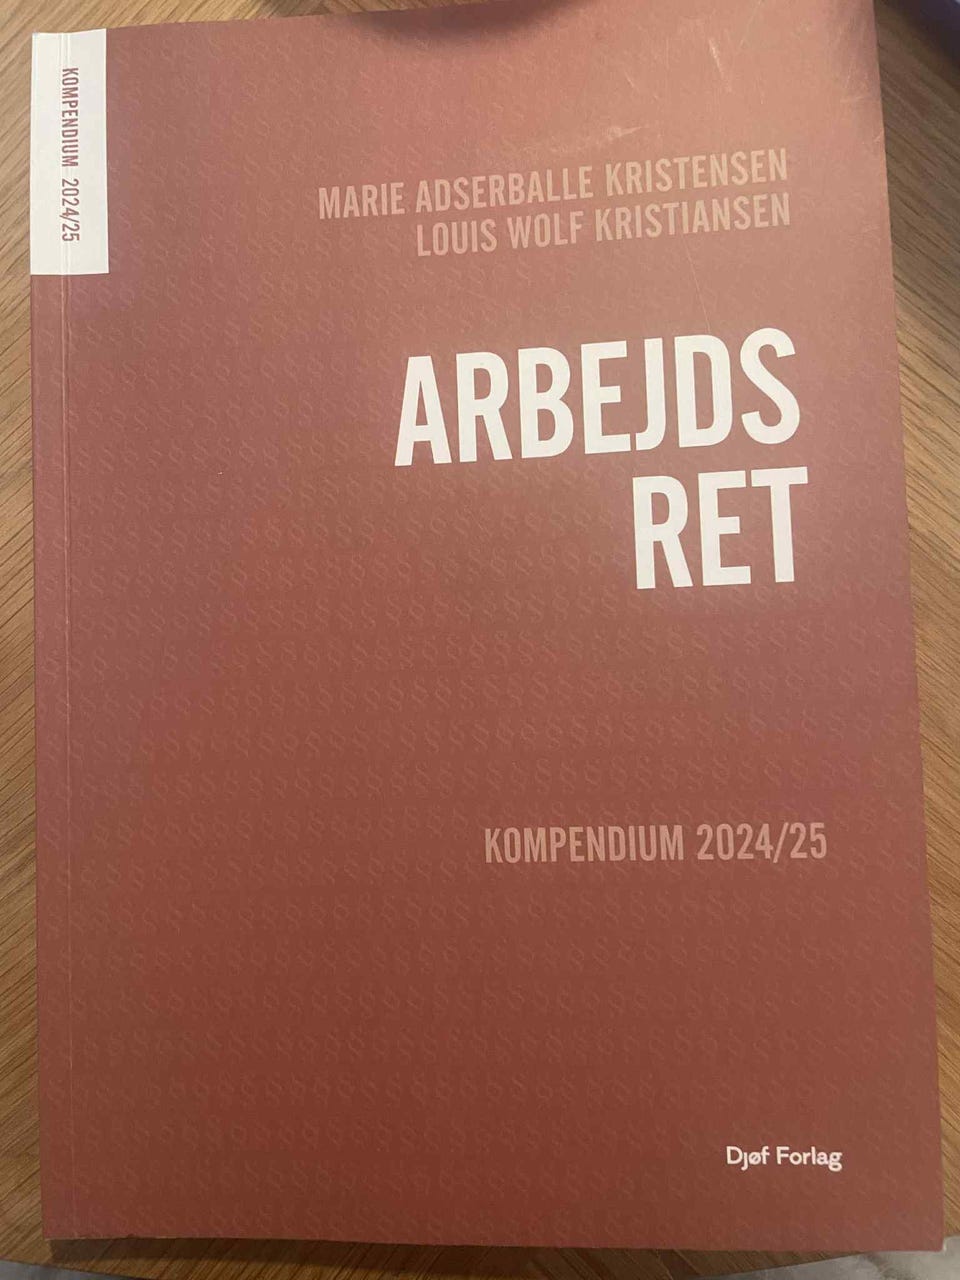 KOMPENDIUM 2024/25
MARIE ADSERBALLE KRISTENSEN
LOUIS WOLF KRISTIANSEN
ARBEJDS
RET
KOMPENDIUM 2024/25
Djøf Forlag